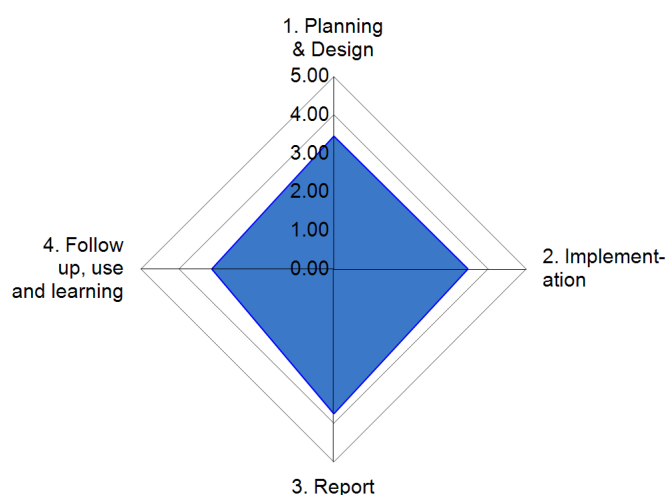 1. Planning
& Design
5.00
4.00
3.00
2.00
1.00
0.00
4. Follow
up, use
and learning
2. Implement-
ation
3. Report